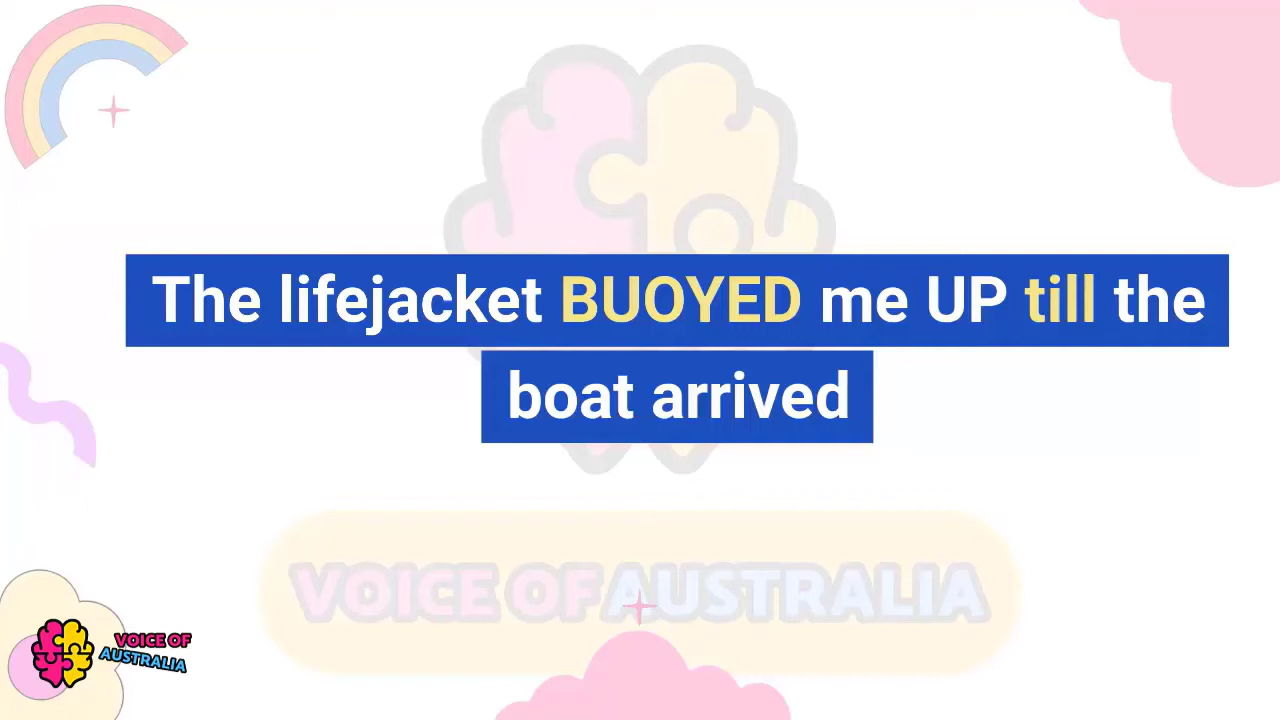 The lifejacket BUOYED me UP till the
boat arrived
VOICE OF AUSTRALIA
VOICE OF
AUSTRALIA